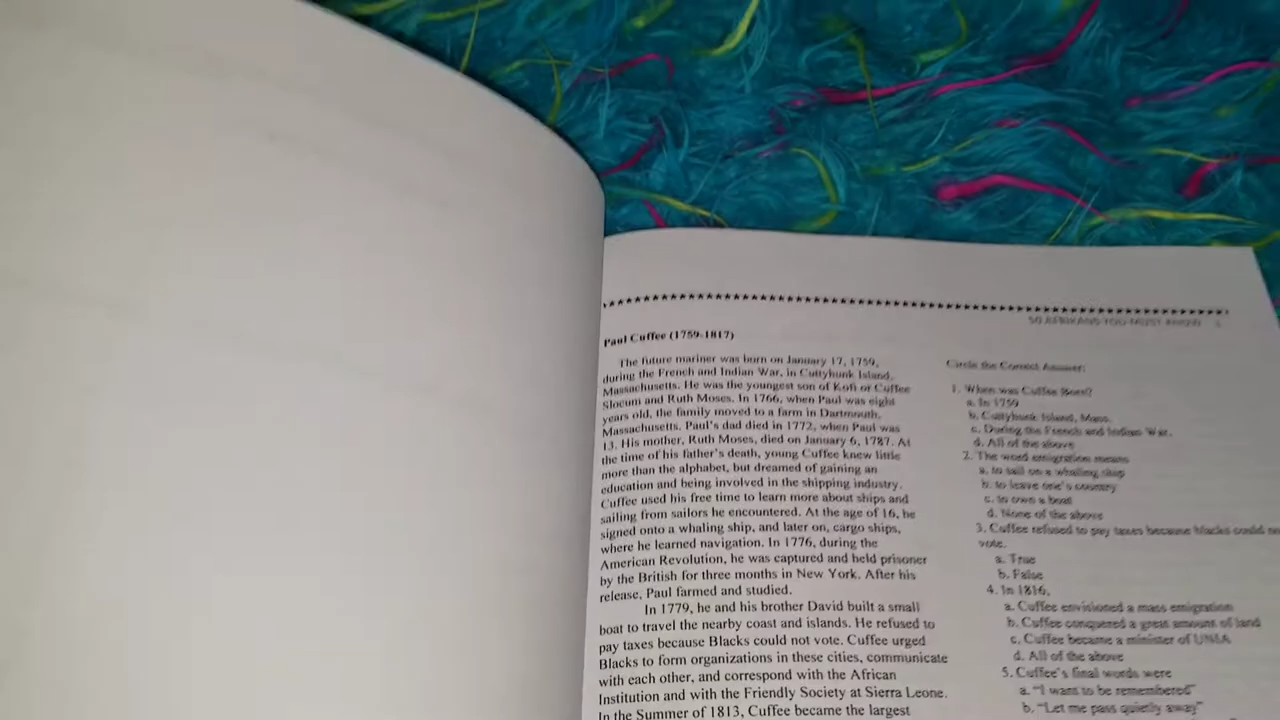 50 AFRIKANS YOU MUST KNOW
Paul Cuffee (1759-1817)
The future mariner was born on January 17, 1759,
during the French and Indian War, in Cuttyhunk Island,
Massachusetts. He was the youngest son of Kofi or Cuffee
Slocum and Ruth Moses. In 1766, when Paul was eight
years old, the family moved to a farm in Dartmouth,
Massachusetts. Paul's dad died in 1772, when Paul was
13. His mother, Ruth Moses, died on January 6, 1787. At
the time of his father's death, young Cuffee knew little
more than the alphabet, but dreamed of gaining an
education and being involved in the shipping industry.
Cuffee used his free time to learn more about ships and
sailing from sailors he encountered. At the age of 16, he
signed onto a whaling ship, and later on, cargo ships,
where he learned navigation. In 1776, during the
American Revolution, he was captured and held prisoner
by the British for three months in New York. After his
release, Paul farmed and studied.
In 1779, he and his brother David built a small
boat to travel the nearby coast and islands. He refused to
pay taxes because Blacks could not vote. Cuffee urged
Blacks to form organizations in these cities, communicate
with each other, and correspond with the African
Institution and with the Friendly Society at Sierra Leone.
In the Summer of 1813, Cuffee became the largest
Circle the Correct Answer:
1. When was Cuffee Born?
a. In 1759
b. Cuttyhunk Island, Mass.
c. During the French and Indian War.
d. All of the above
2. The word emigration means
a. to sail on a whaling ship
b. to leave one's country
c. to own a boat
d. None of the above
3. Cuffee refused to pay taxes because blacks could
vote.
a. True
b. False
4. In 1816,
a. Cuffee envisioned a mass emigration
b. Cuffee conquered a great amount of land
c. Cuffee became a minister of UNIA
d. All of the above
5. Cuffee's final words were
a. "I want to be remembered"
b. "Let me pass quietly away"